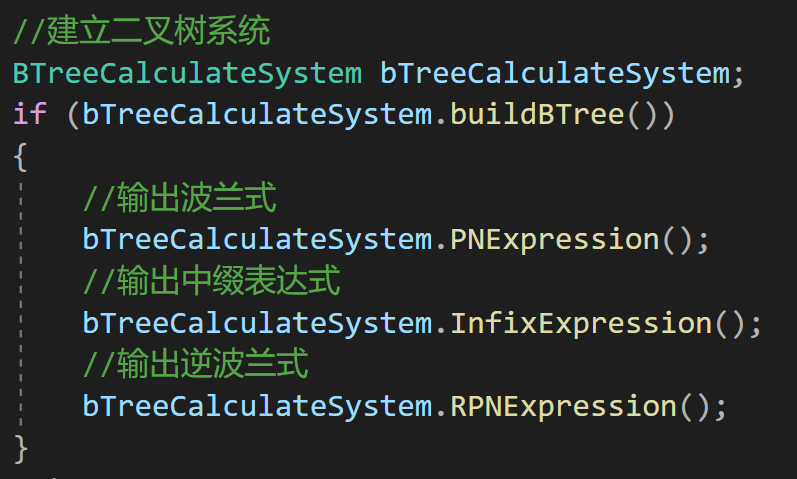 //建立二叉树系统
BTreeCalculateSystem bTreeCalculateSystem;
if (bTreeCalculateSystem.buildBTree())
{
    //输出波兰式
    bTreeCalculateSystem.PNExpression();
    //输出中缀表达式
    bTreeCalculateSystem.InfixExpression();
    //输出逆波兰式
    bTreeCalculateSystem.RPNExpression();
}